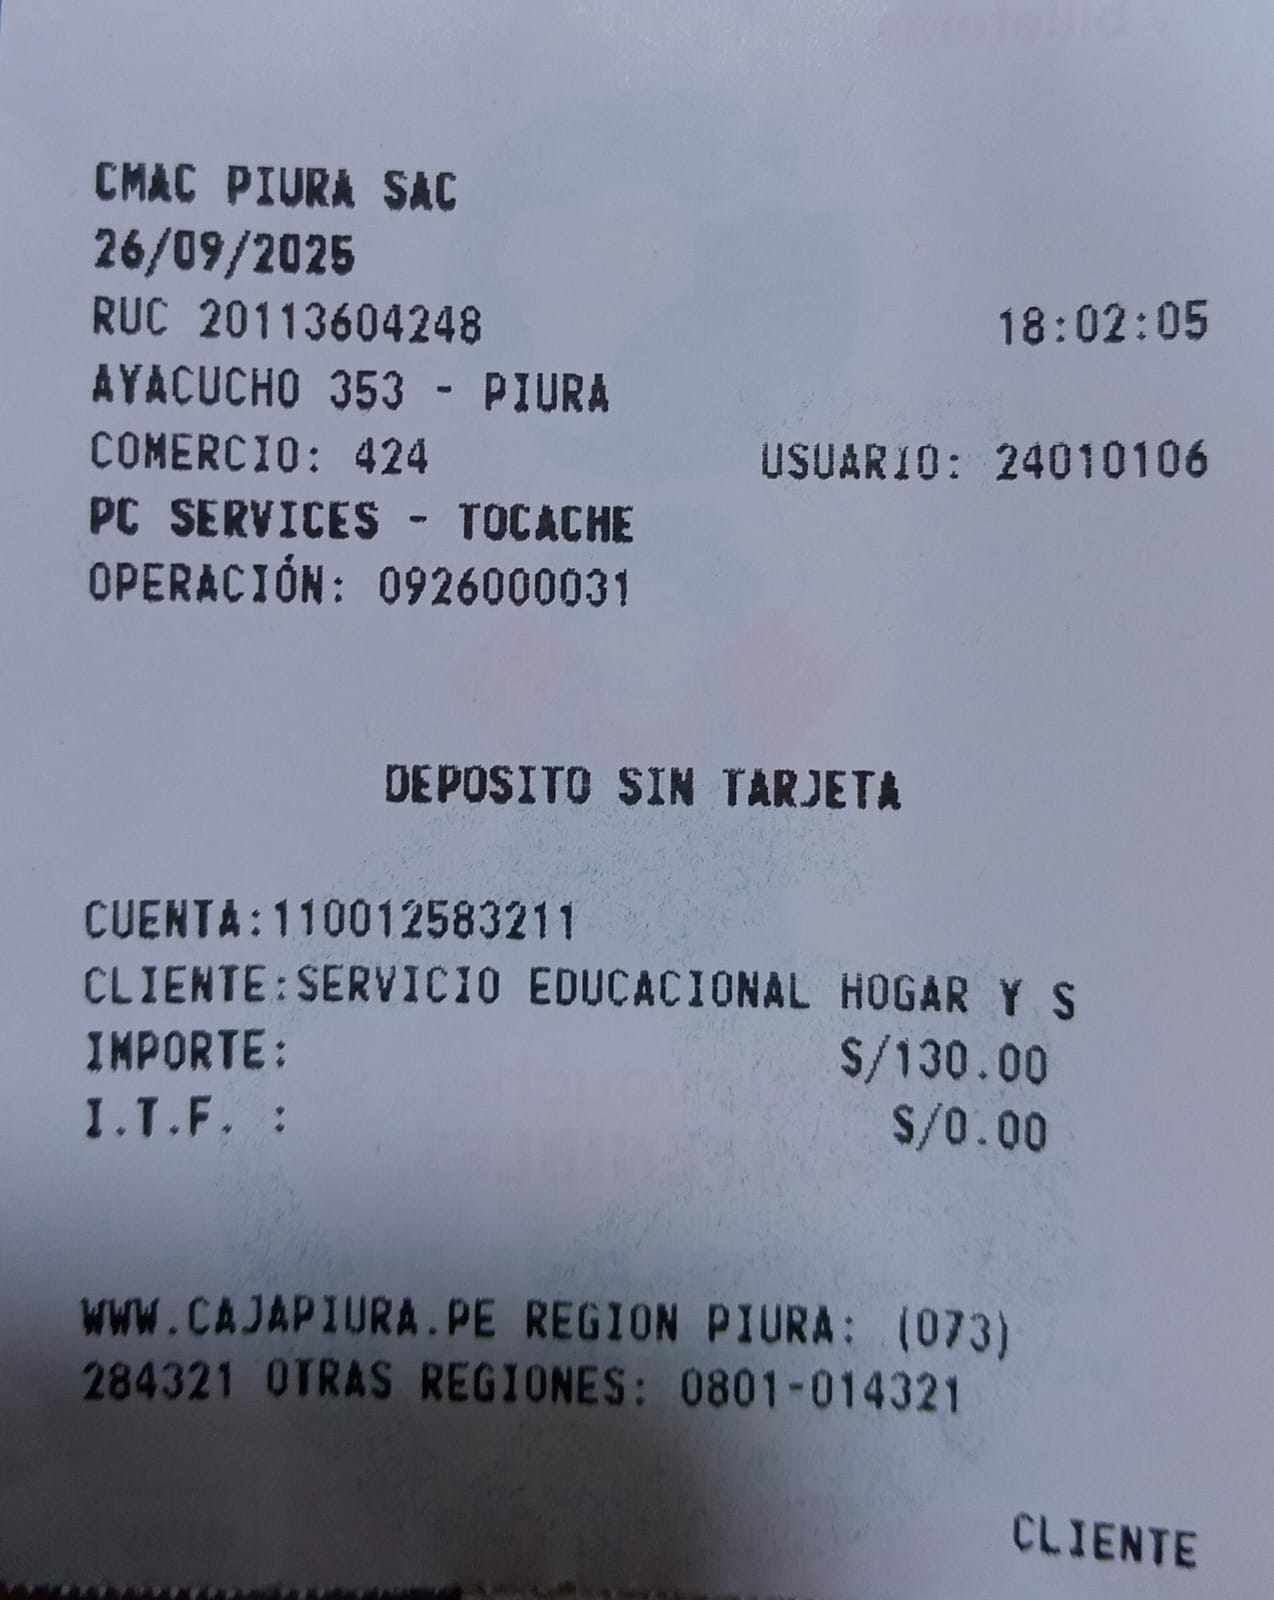 y billeteras
CMAC PIURA SAC
26/09/2025
RUC 20113604248 18:02:05
AYACUCHO 353 - PIURA
COMERCIO: 424 USUARIO: 24010106
PC SERVICES - TOCACHE
OPERACIÓN: 0926000031
DEPOSITO SIN TARJETA
CUENTA:110012583211
CLIENTE:SERVICIO EDUCACIONAL HOGAR Y S
IMPORTE: S/130.00
I.T.F. : S/0.00
WWW.CAJAPIURA.PE REGION PIURA: (073)
284321 OTRAS REGIONES: 0801-014321
CLIENTE